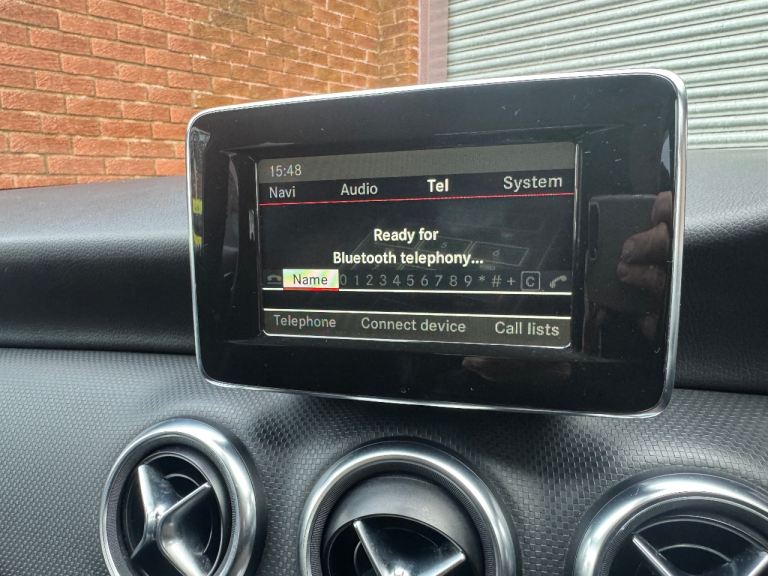 15:48
Navi Audio Tel System
Ready for
Bluetooth telephony...
Name 0 1 2 3 4 5 6 7 8 9 * # + C
Telephone Connect device Call lists